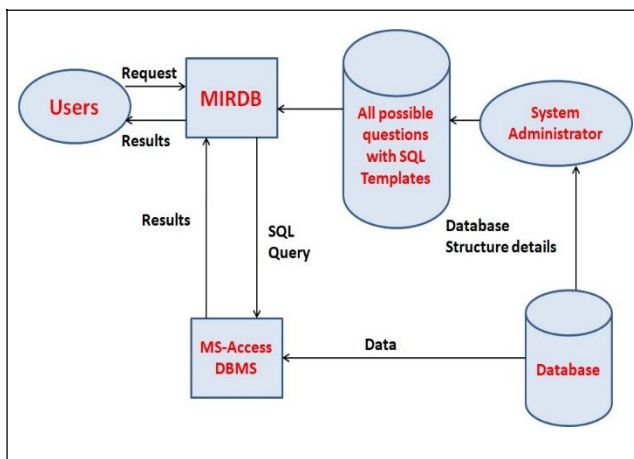 Request
Users
MIRDB
Results
All possible
questions
with SQL
Templates
System
Administrator
Results
SQL
Query
Database
Structure details
MS-Access
DBMS
Data
Database